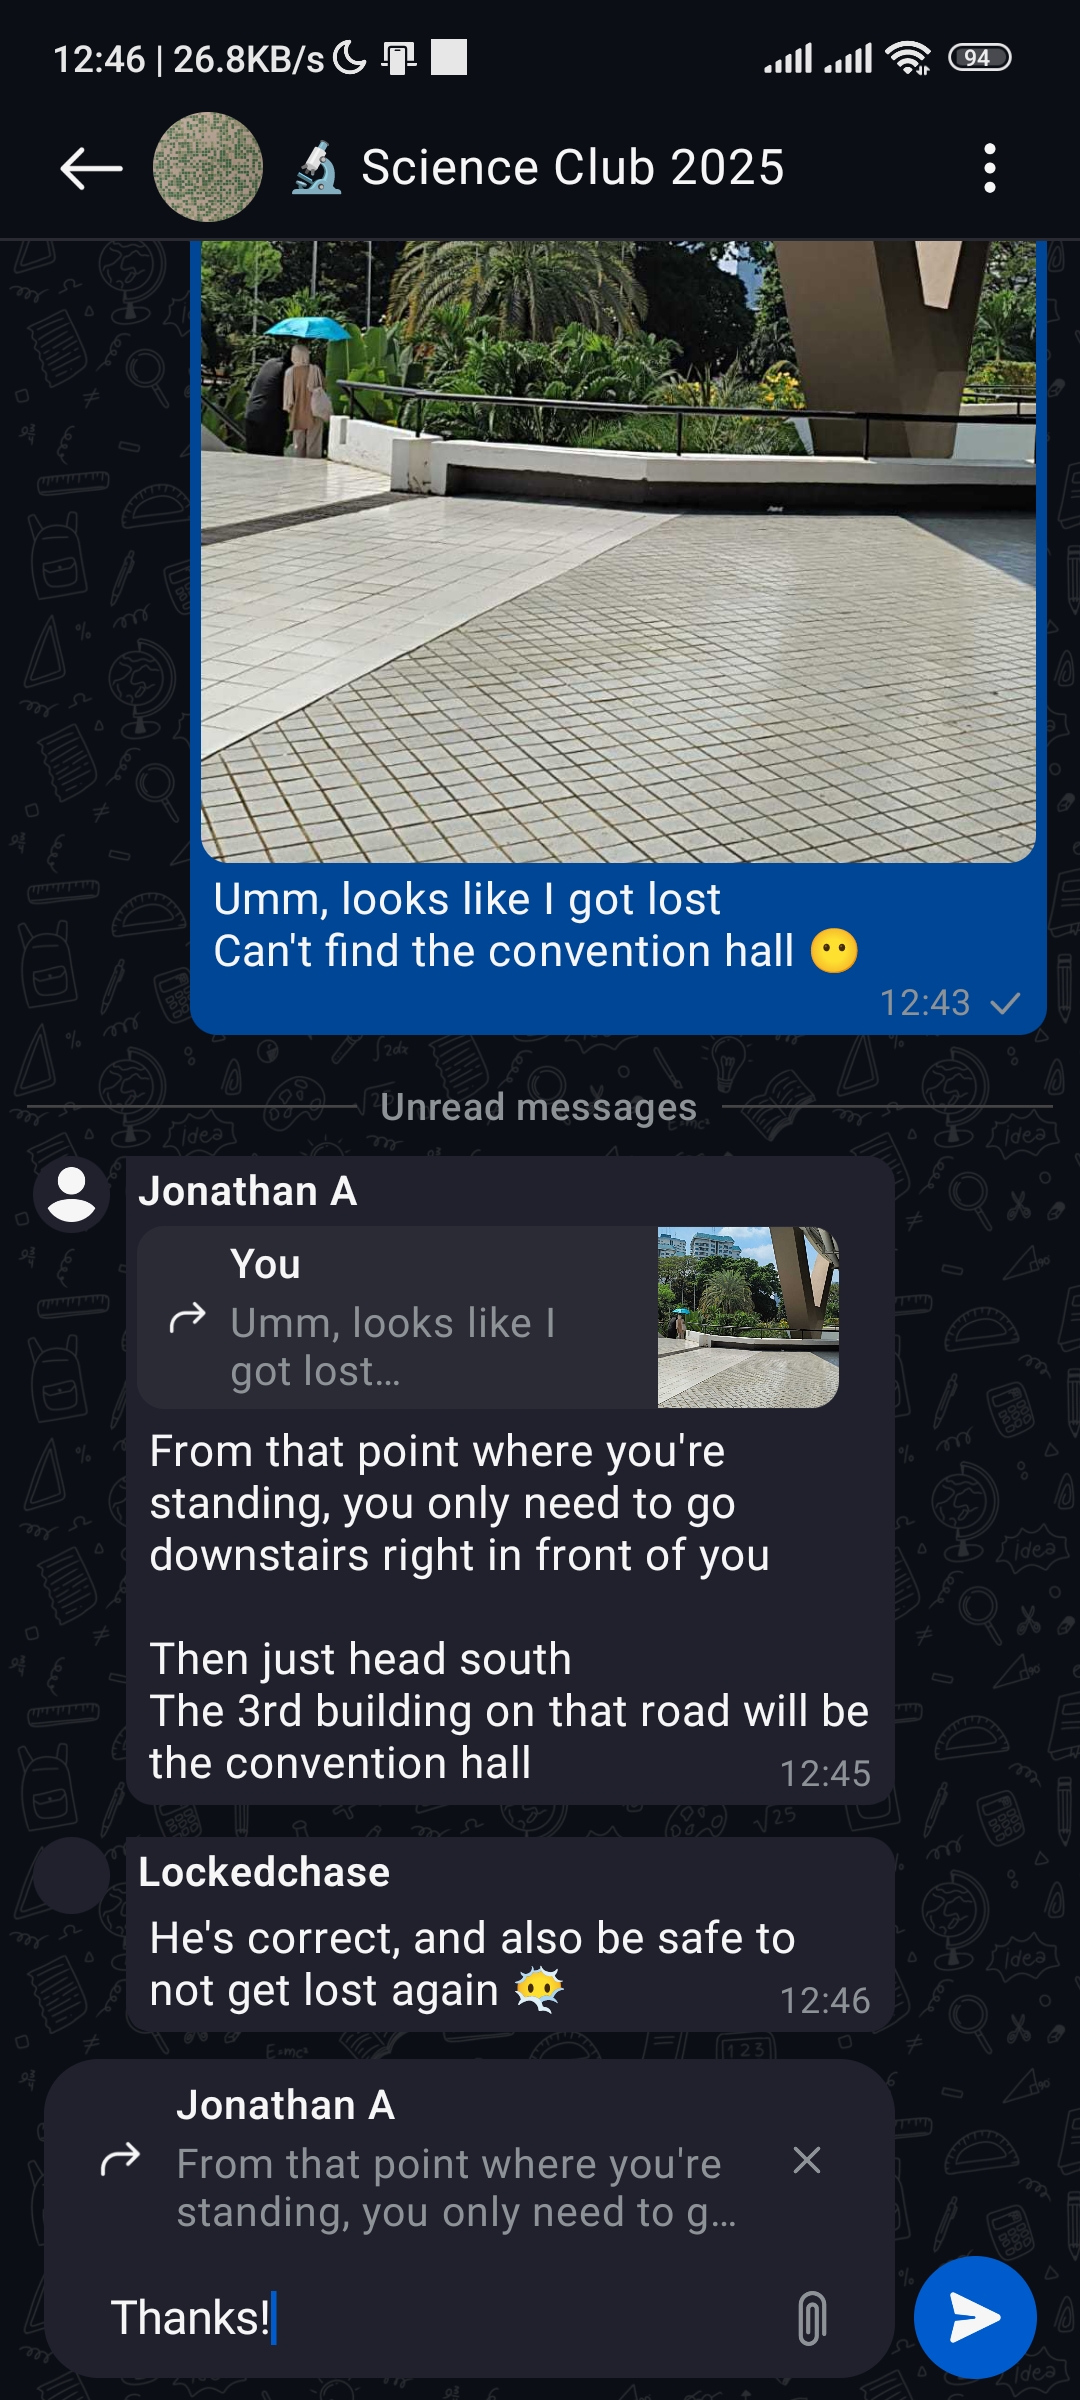 12:46 | 26.8KB/s
94
Science Club 2025
Umm, looks like I got lost
Can't find the convention hall 😶
12:43
Unread messages
Jonathan A
You
Umm, looks like I
got lost...
From that point where you're
standing, you only need to go
downstairs right in front of you
Then just head south
The 3rd building on that road will be
the convention hall
12:45
Lockedchase
He's correct, and also be safe to
not get lost again 😶‍🌫️
12:46
Jonathan A
From that point where you're
standing, you only need to g...
Thanks!